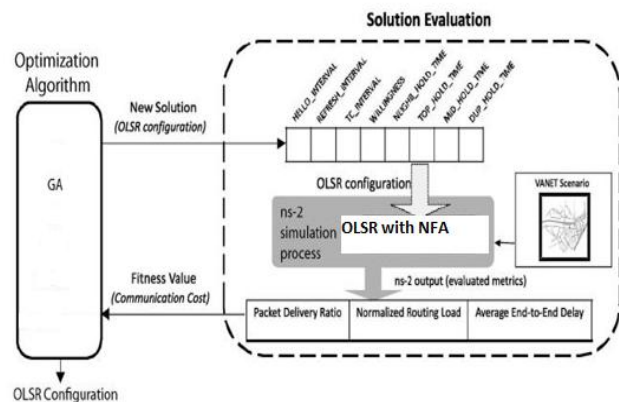 Solution Evaluation
Optimization
Algorithm
GA
New Solution
(OLSR configuration)
HELLO_INTERVAL
REFRESH_INTERVAL
TC_INTERVAL
WILLINGNESS
NEIGHB_HOLD_TIME
TOP_HOLD_TIME
MID_HOLD_TIME
DUP_HOLD_TIME
OLSR configuration
VANET Scenario
ns-2
simulation
process
OLSR with NFA
ns-2 output (evaluated metrics)
Fitness Value
(Communication Cost)
Packet Delivery Ratio
Normalized Routing Load
Average End-to-End Delay
OLSR Configuration